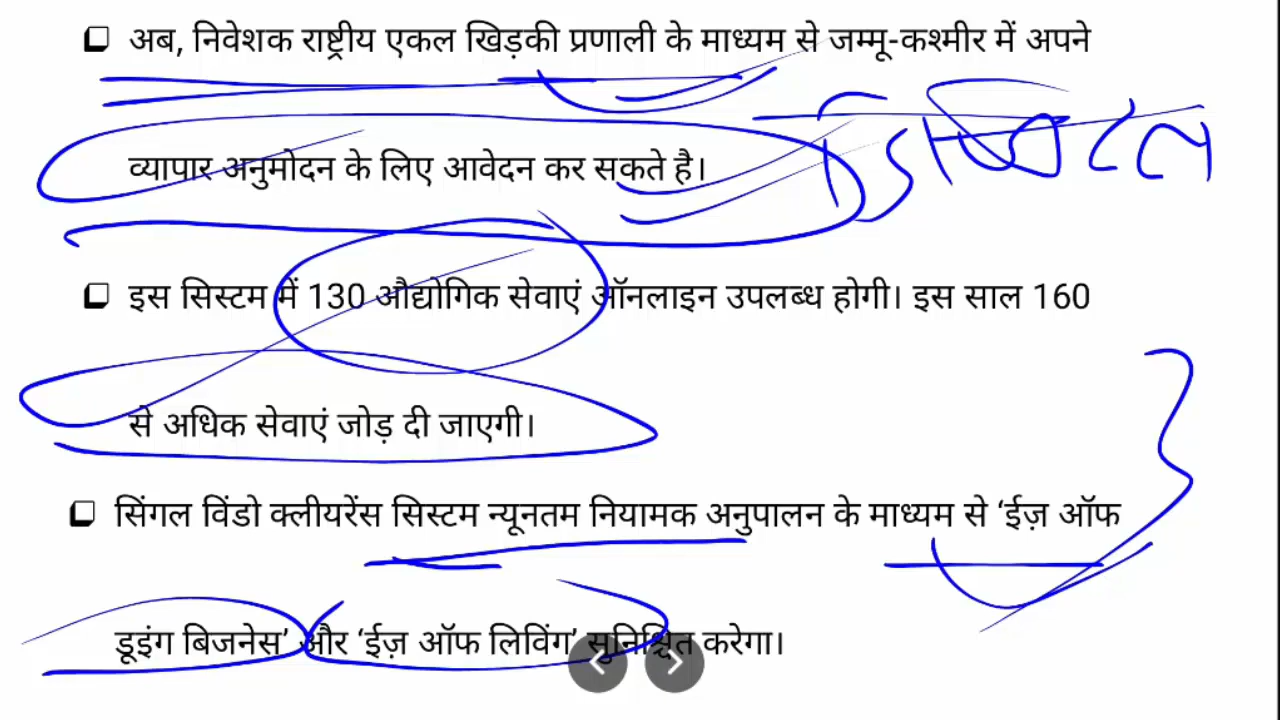 अब, निवेशक राष्ट्रीय एकल खिड़की प्रणाली के माध्यम से जम्मू-कश्मीर में अपने
व्यापार अनुमोदन के लिए आवेदन कर सकते है।
इस सिस्टम में 130 औद्योगिक सेवाएं ऑनलाइन उपलब्ध होगी। इस साल 160
से अधिक सेवाएं जोड़ दी जाएगी।
सिंगल विंडो क्लीयरेंस सिस्टम न्यूनतम नियामक अनुपालन के माध्यम से ‘ईज़ ऑफ
डूइंग बिजनेस’ और ‘ईज़ ऑफ लिविंग’ सुनिश्चित करेगा।